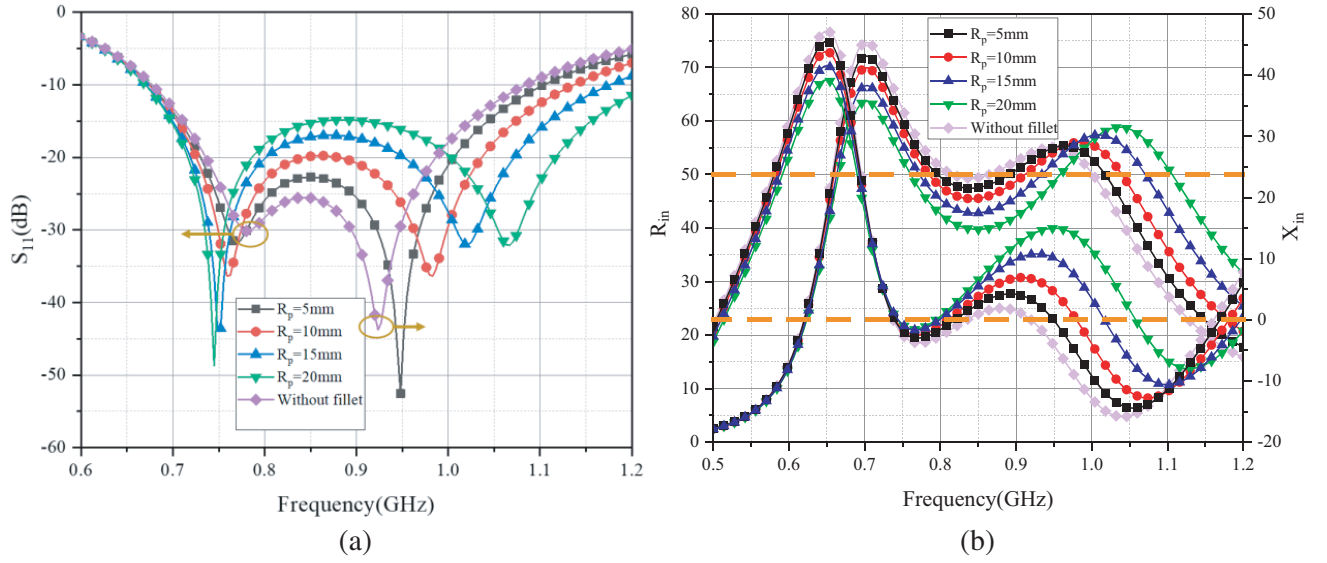 0
-10
-20
-30
-40
-50
-60
S11(dB)
Rp=5mm
Rp=10mm
Rp=15mm
Rp=20mm
Without fillet
0.6 0.7 0.8 0.9 1.0 1.1 1.2
Frequency(GHz)
(a)
80
70
60
50
40
30
20
10
0
Rin
Rp=5mm
Rp=10mm
Rp=15mm
Rp=20mm
Without fillet
50
40
30
20
10
0
-10
-20
Xin
0.5 0.6 0.7 0.8 0.9 1.0 1.1 1.2
Frequency(GHz)
(b)